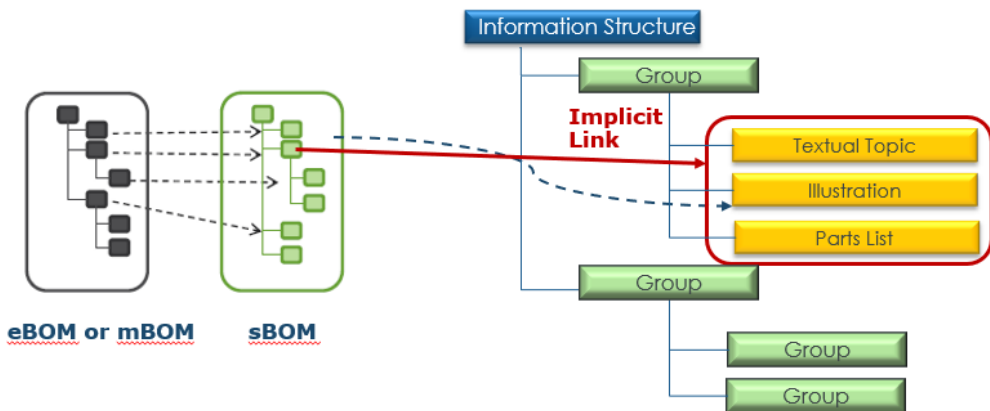 Information Structure
Group
Implicit
Link
Textual Topic
Illustration
Parts List
Group
eBOM or mBOM
sBOM
Group
Group